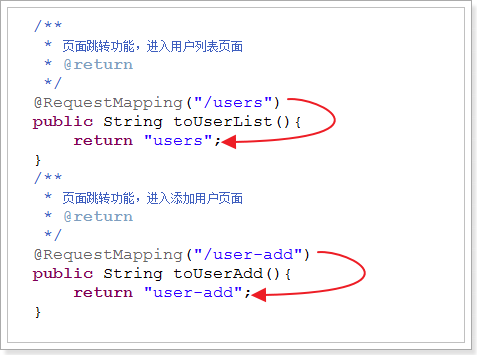 /**
 * 页面跳转功能，进入用户列表页面
 * @return
 */
@RequestMapping("/users")
public String toUserList(){
    return "users";
}
/**
 * 页面跳转功能，进入添加用户页面
 * @return
 */
@RequestMapping("/user-add")
public String toUserAdd(){
    return "user-add";
}